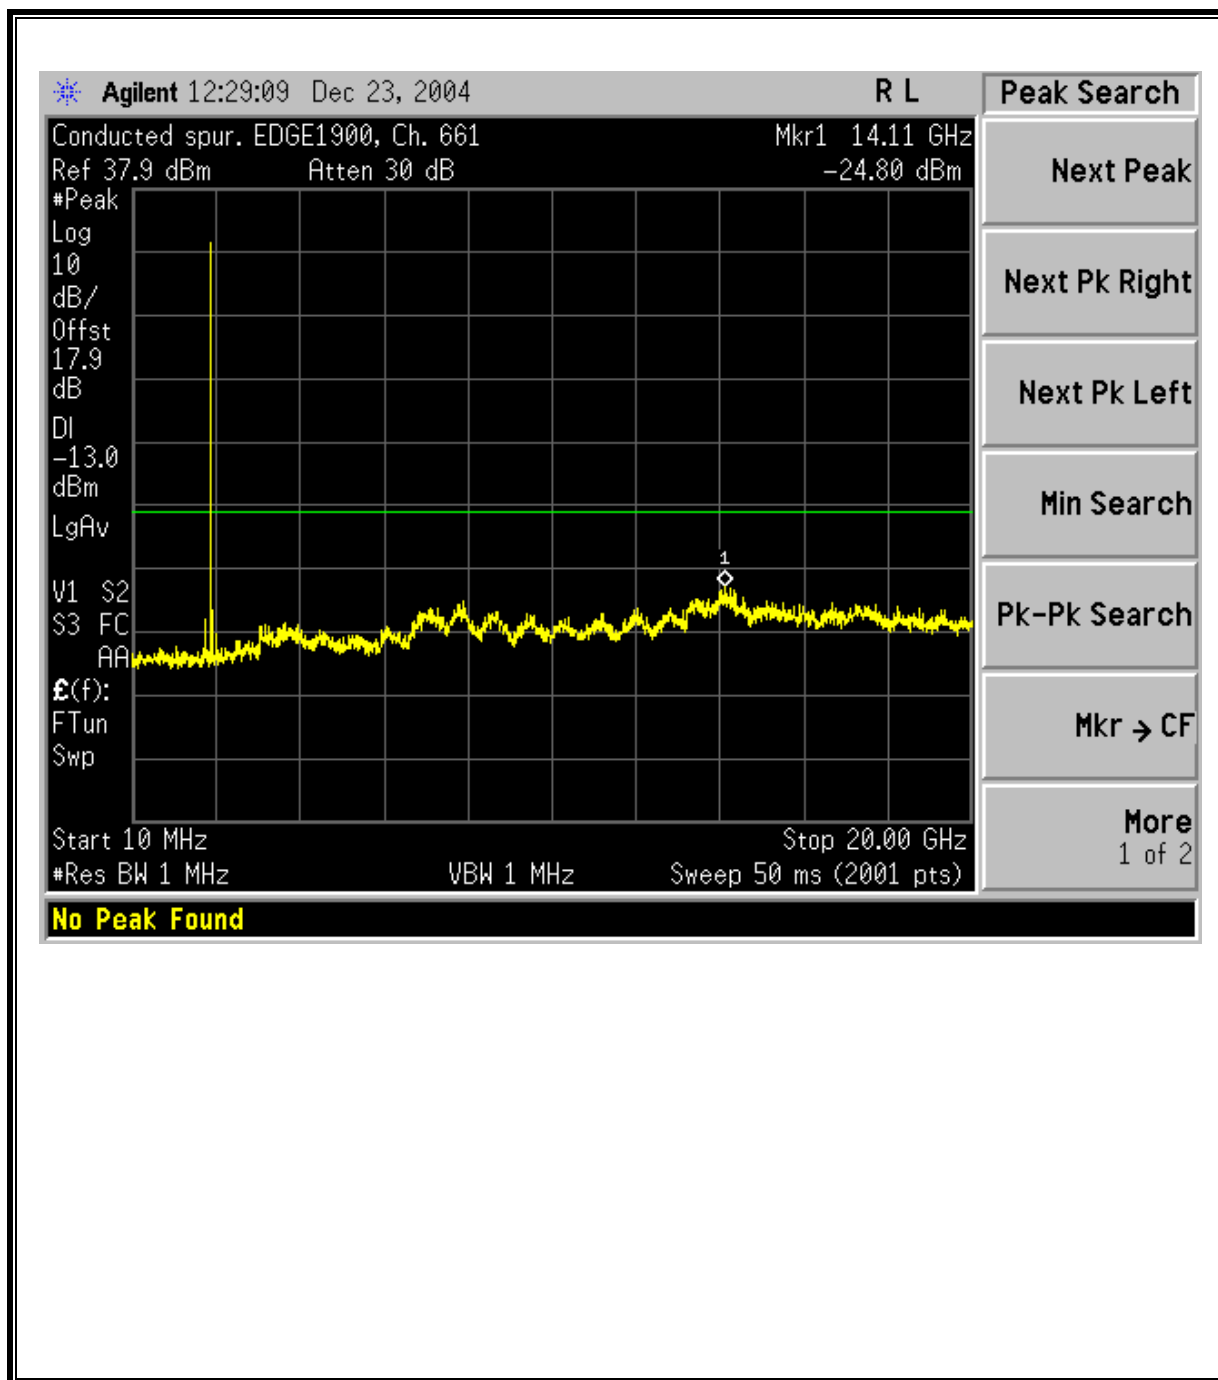 Agilent 12:29:09 Dec 23, 2004 R L Peak Search
Conducted spur. EDGE1900, Ch. 661 Mkr1 14.11 GHz
Ref 37.9 dBm Atten 30 dB -24.80 dBm
#Peak
Log
10
dB/
Offst
17.9
dB
DI
-13.0
dBm
LgAv
V1 S2
S3 FC
AA
£(f):
FTun
Swp
1
Start 10 MHz Stop 20.00 GHz
#Res BW 1 MHz VBW 1 MHz Sweep 50 ms (2001 pts)
No Peak Found
Next Peak
Next Pk Right
Next Pk Left
Min Search
Pk-Pk Search
Mkr → CF
More
1 of 2